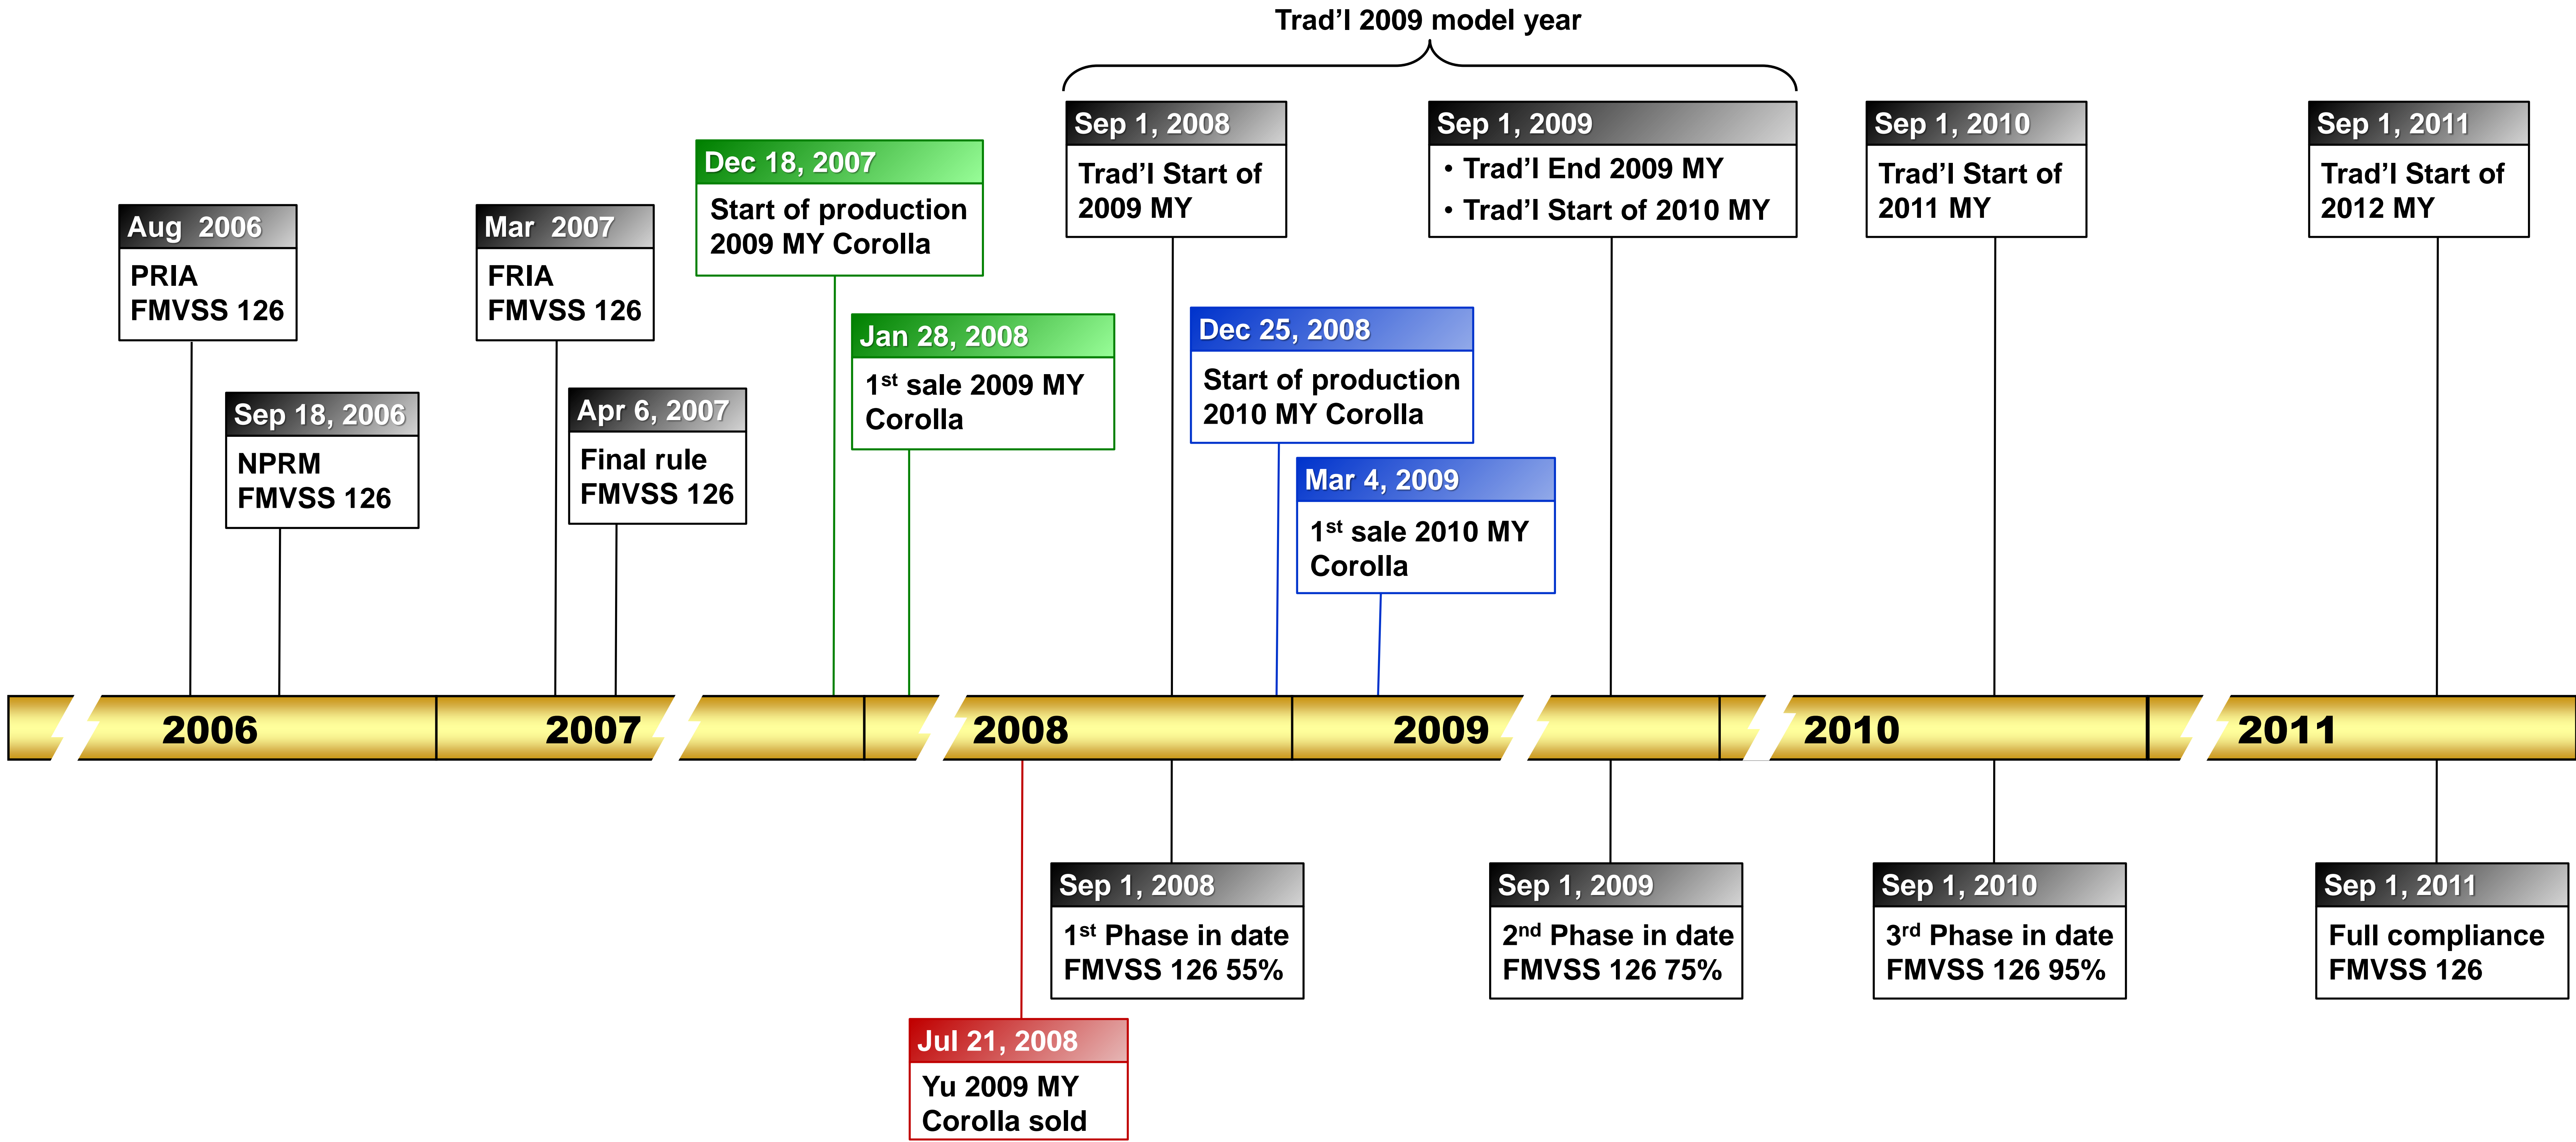 Trad’l 2009 model year
Sep 1, 2008
Trad’l Start of
2009 MY
Sep 1, 2009
• Trad’l End 2009 MY
• Trad’l Start of 2010 MY
Sep 1, 2010
Trad’l Start of
2011 MY
Sep 1, 2011
Trad’l Start of
2012 MY
Dec 18, 2007
Start of production
2009 MY Corolla
Aug 2006
PRIA
FMVSS 126
Mar 2007
FRIA
FMVSS 126
Jan 28, 2008
1st sale 2009 MY
Corolla
Dec 25, 2008
Start of production
2010 MY Corolla
Sep 18, 2006
NPRM
FMVSS 126
Apr 6, 2007
Final rule
FMVSS 126
Mar 4, 2009
1st sale 2010 MY
Corolla
2006
2007
2008
2009
2010
2011
Sep 1, 2008
1st Phase in date
FMVSS 126 55%
Sep 1, 2009
2nd Phase in date
FMVSS 126 75%
Sep 1, 2010
3rd Phase in date
FMVSS 126 95%
Sep 1, 2011
Full compliance
FMVSS 126
Jul 21, 2008
Yu 2009 MY
Corolla sold